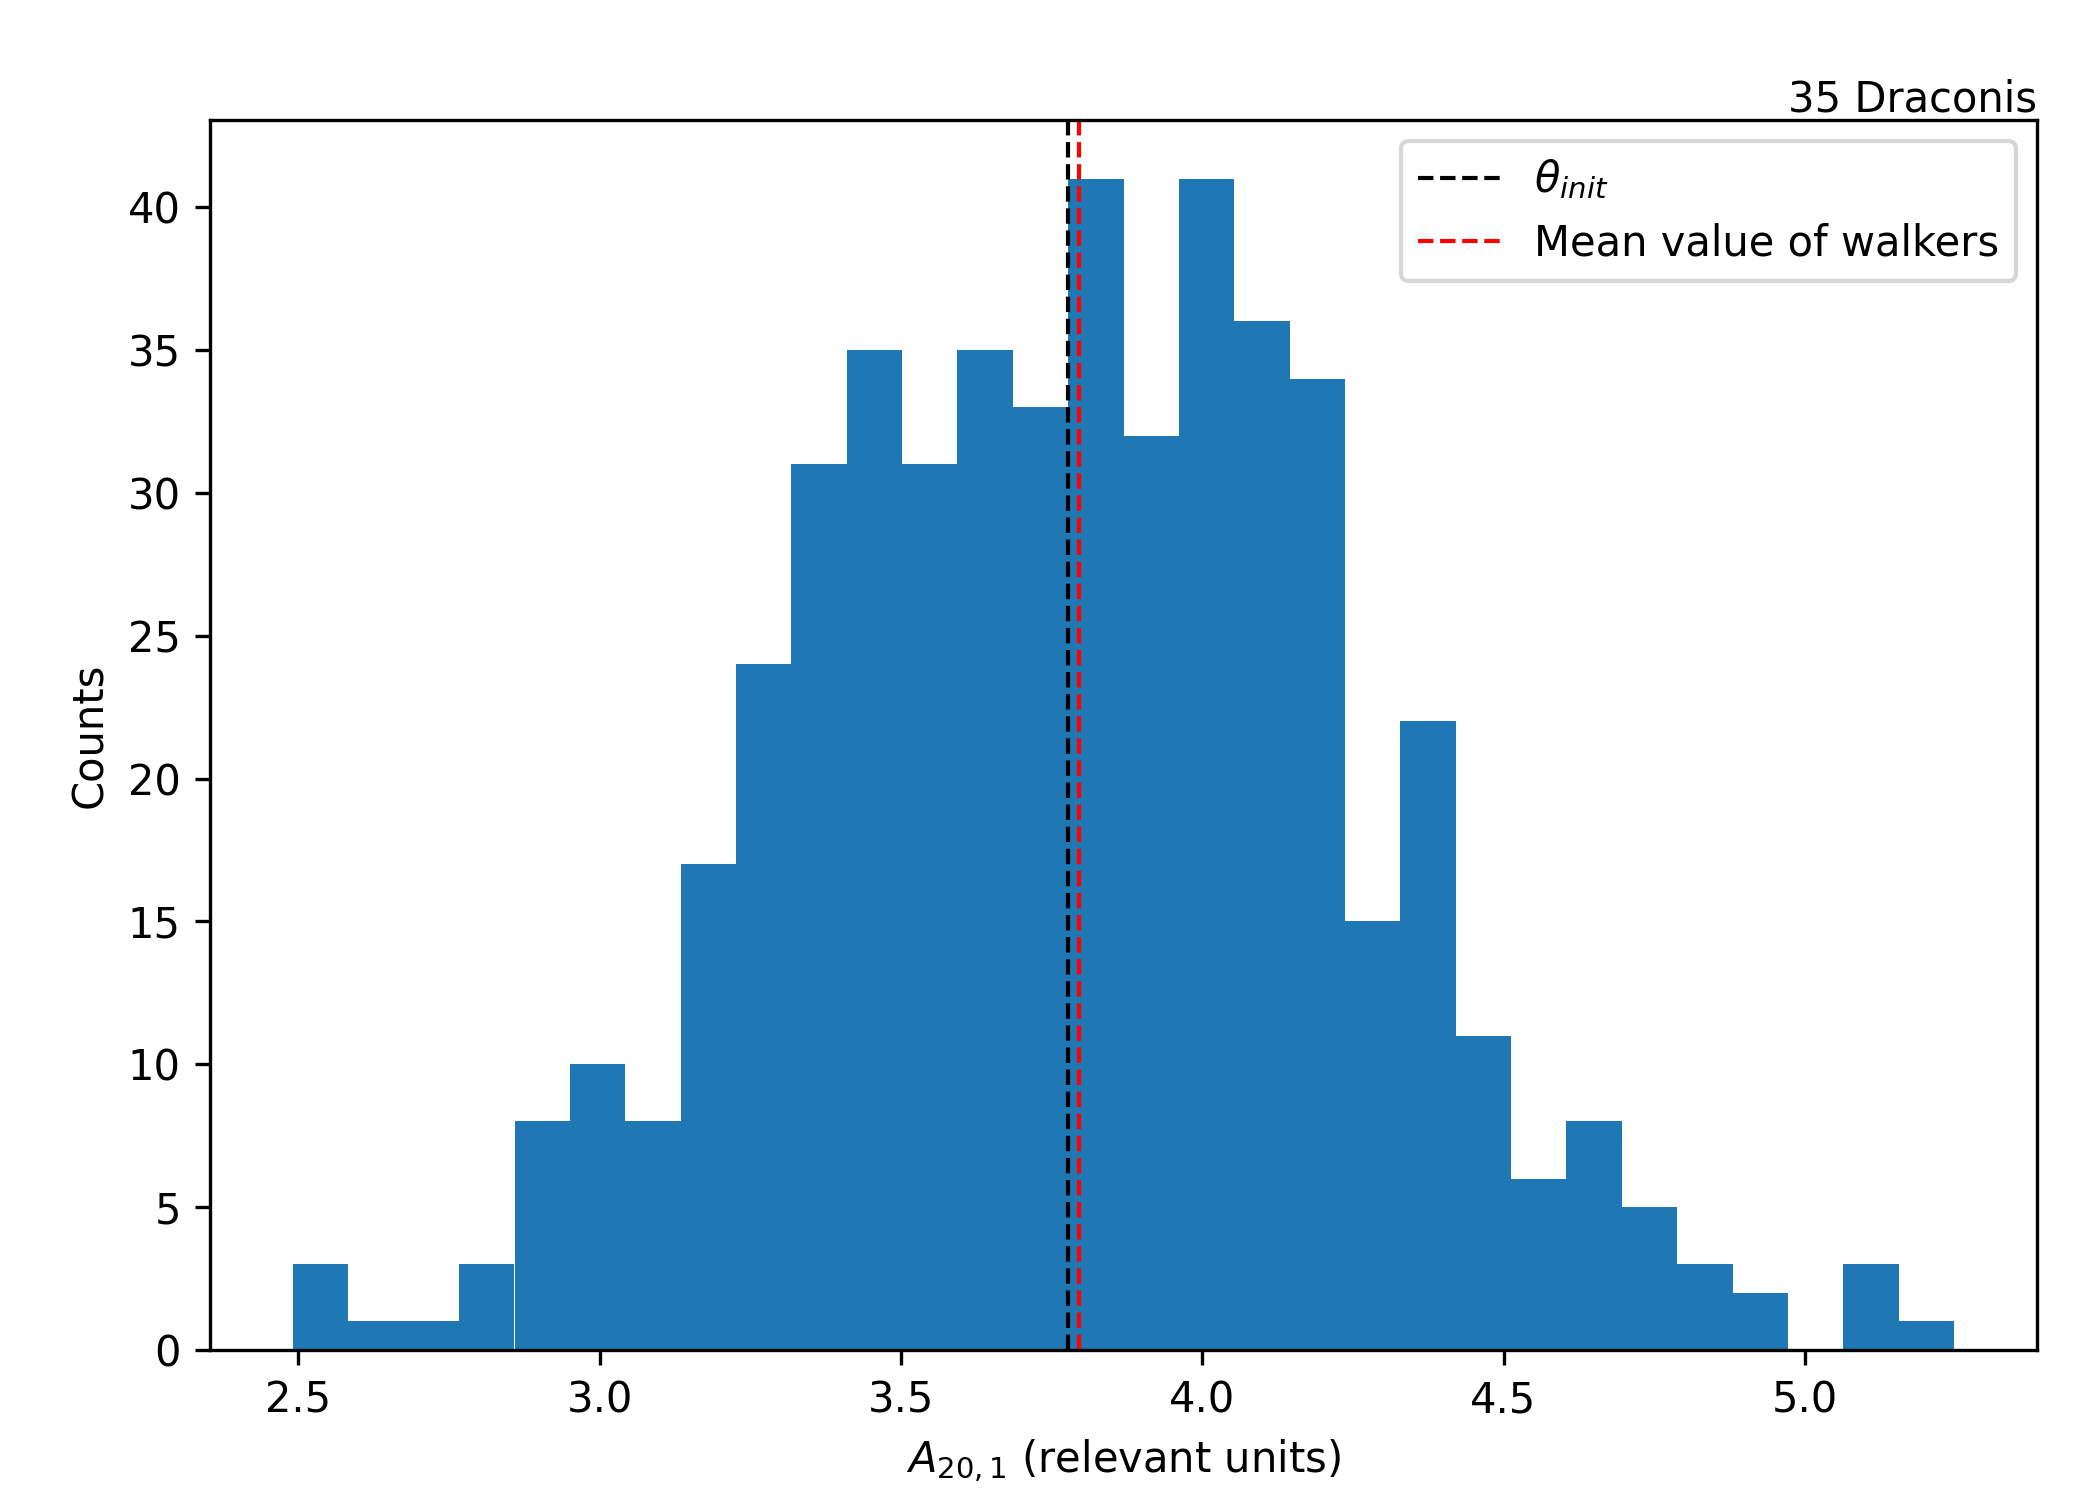 35 Draconis
θinit
Mean value of walkers
40
35
30
25
20
15
10
5
0
Counts
2.5 3.0 3.5 4.0 4.5 5.0
A20, 1 (relevant units)